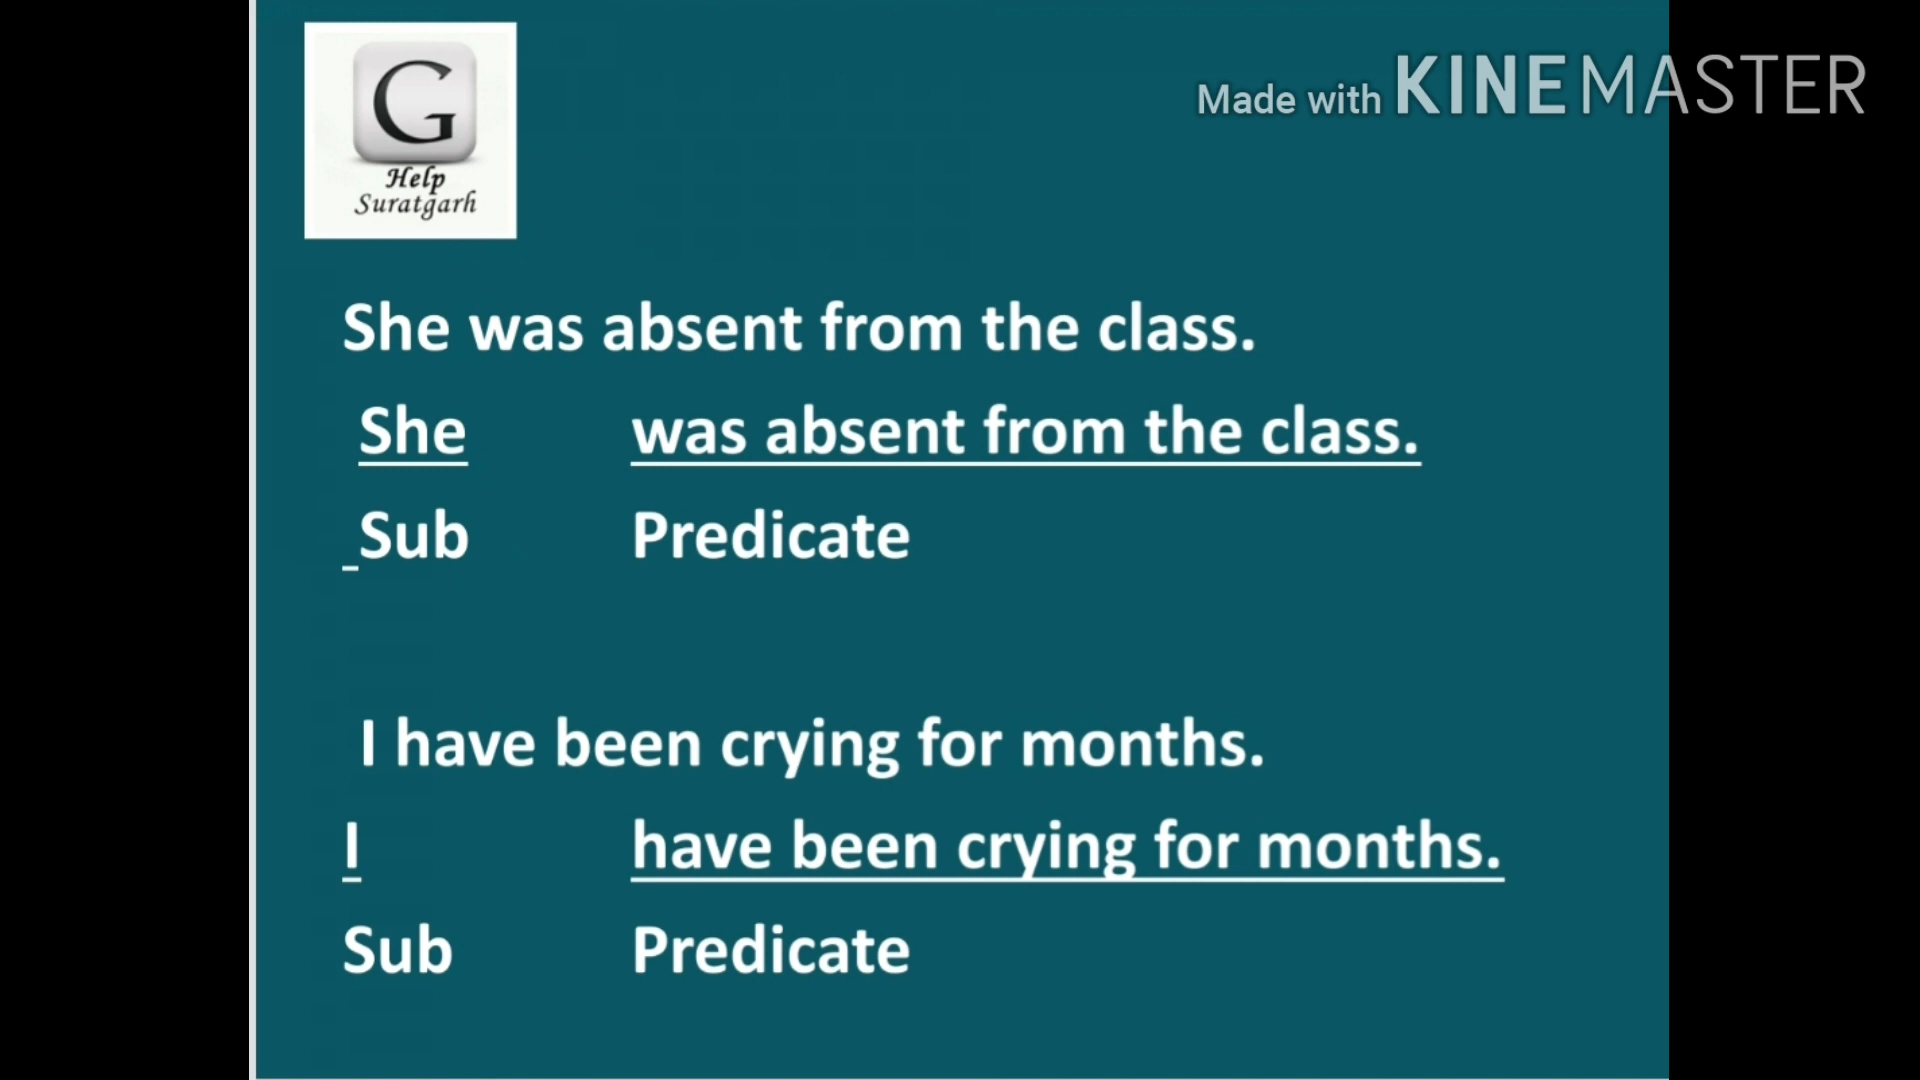 G
Help
Suratgarh
Made with KINEMASTER
She was absent from the class.
She was absent from the class.
Sub Predicate
I have been crying for months.
I have been crying for months.
Sub Predicate